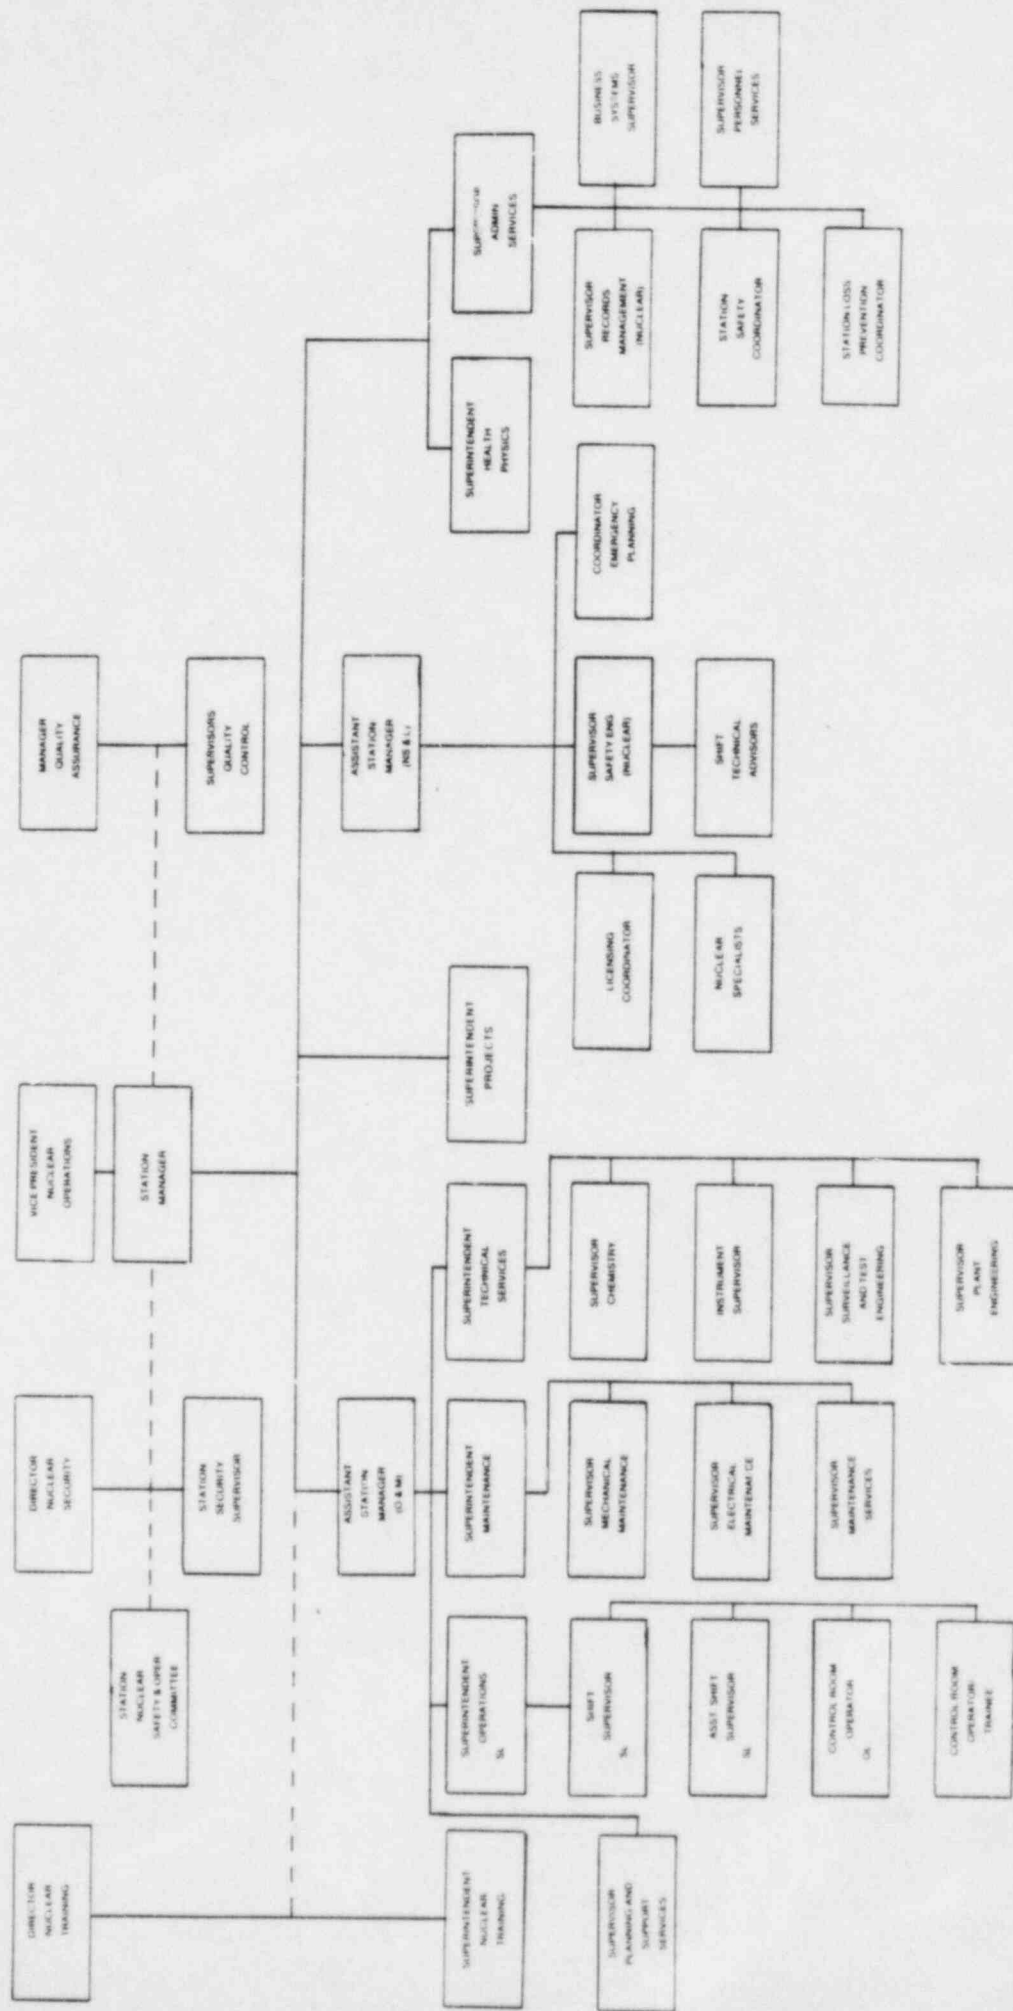 DIRECTOR
NUCLEAR
TRAINING
DIRECTOR
NUCLEAR
SECURITY
VICE PRESIDENT
NUCLEAR
OPERATIONS
MANAGER
QUALITY
ASSURANCE
STATION
NUCLEAR
SAFETY & OPER
COMMITTEE
STATION
MANAGER
STATION
SECURITY
SUPERVISOR
SUPERVISORS
QUALITY
CONTROL
ASSISTANT
STATION
MANAGER
(O & M)
ASSISTANT
STATION
MANAGER
(NS & L)
SUPERINTENDENT
NUCLEAR
TRAINING
SUPERINTENDENT
OPERATIONS
SL
SUPERINTENDENT
MAINTENANCE
SUPERINTENDENT
TECHNICAL
SERVICES
SUPERINTENDENT
PROJECTS
SUPERINTENDENT
HEALTH
PHYSICS
ADMIN
SERVICES
SUPERVISOR
PLANNING AND
SUPPORT
SERVICES
SHIFT
SUPERVISOR
SL
SUPERVISOR
MECHANICAL
MAINTENANCE
SUPERVISOR
CHEMISTRY
LICENSING
COORDINATOR
SUPERVISOR
SAFETY ENG
(NUCLEAR)
COORDINATOR
EMERGENCY
PLANNING
SUPERVISOR
RECORDS
MANAGEMENT
(NUCLEAR)
BUSINESS
SYSTEMS
SUPERVISOR
ASST. SHIFT
SUPERVISOR
SL
SUPERVISOR
ELECTRICAL
INSTRUMENT
SUPERVISOR
NUCLEAR
SPECIALISTS
SHIFT
TECHNICAL
ADVISORS
STATION
SAFETY
COORDINATOR
SUPERVISOR
PERSONNEL
SERVICES
CONTROL ROOM
OPERATOR
OL
SUPERVISOR
MAINTENANCE
SERVICES
SUPERVISOR
SURVEILLANCE
AND TEST
ENGINEERING
STATION LOSS
PREVENTION
COORDINATOR
CONTROL ROOM
OPERATOR-
TRAINEE
SUPERVISOR
PLANT
ENGINEERING